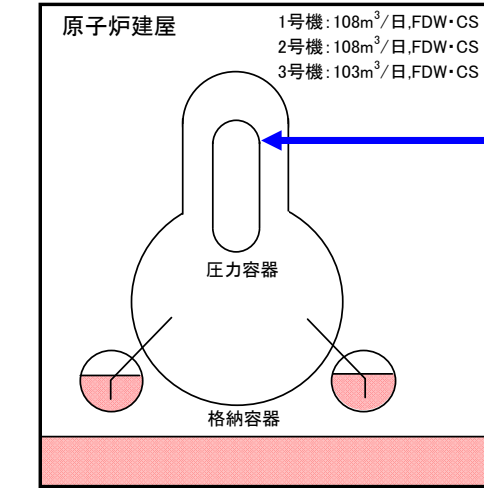 原子炉建屋
1号機:108m³/日,FDW・CS
2号機:108m³/日,FDW・CS
3号機:103m³/日,FDW・CS
圧力容器
格納容器